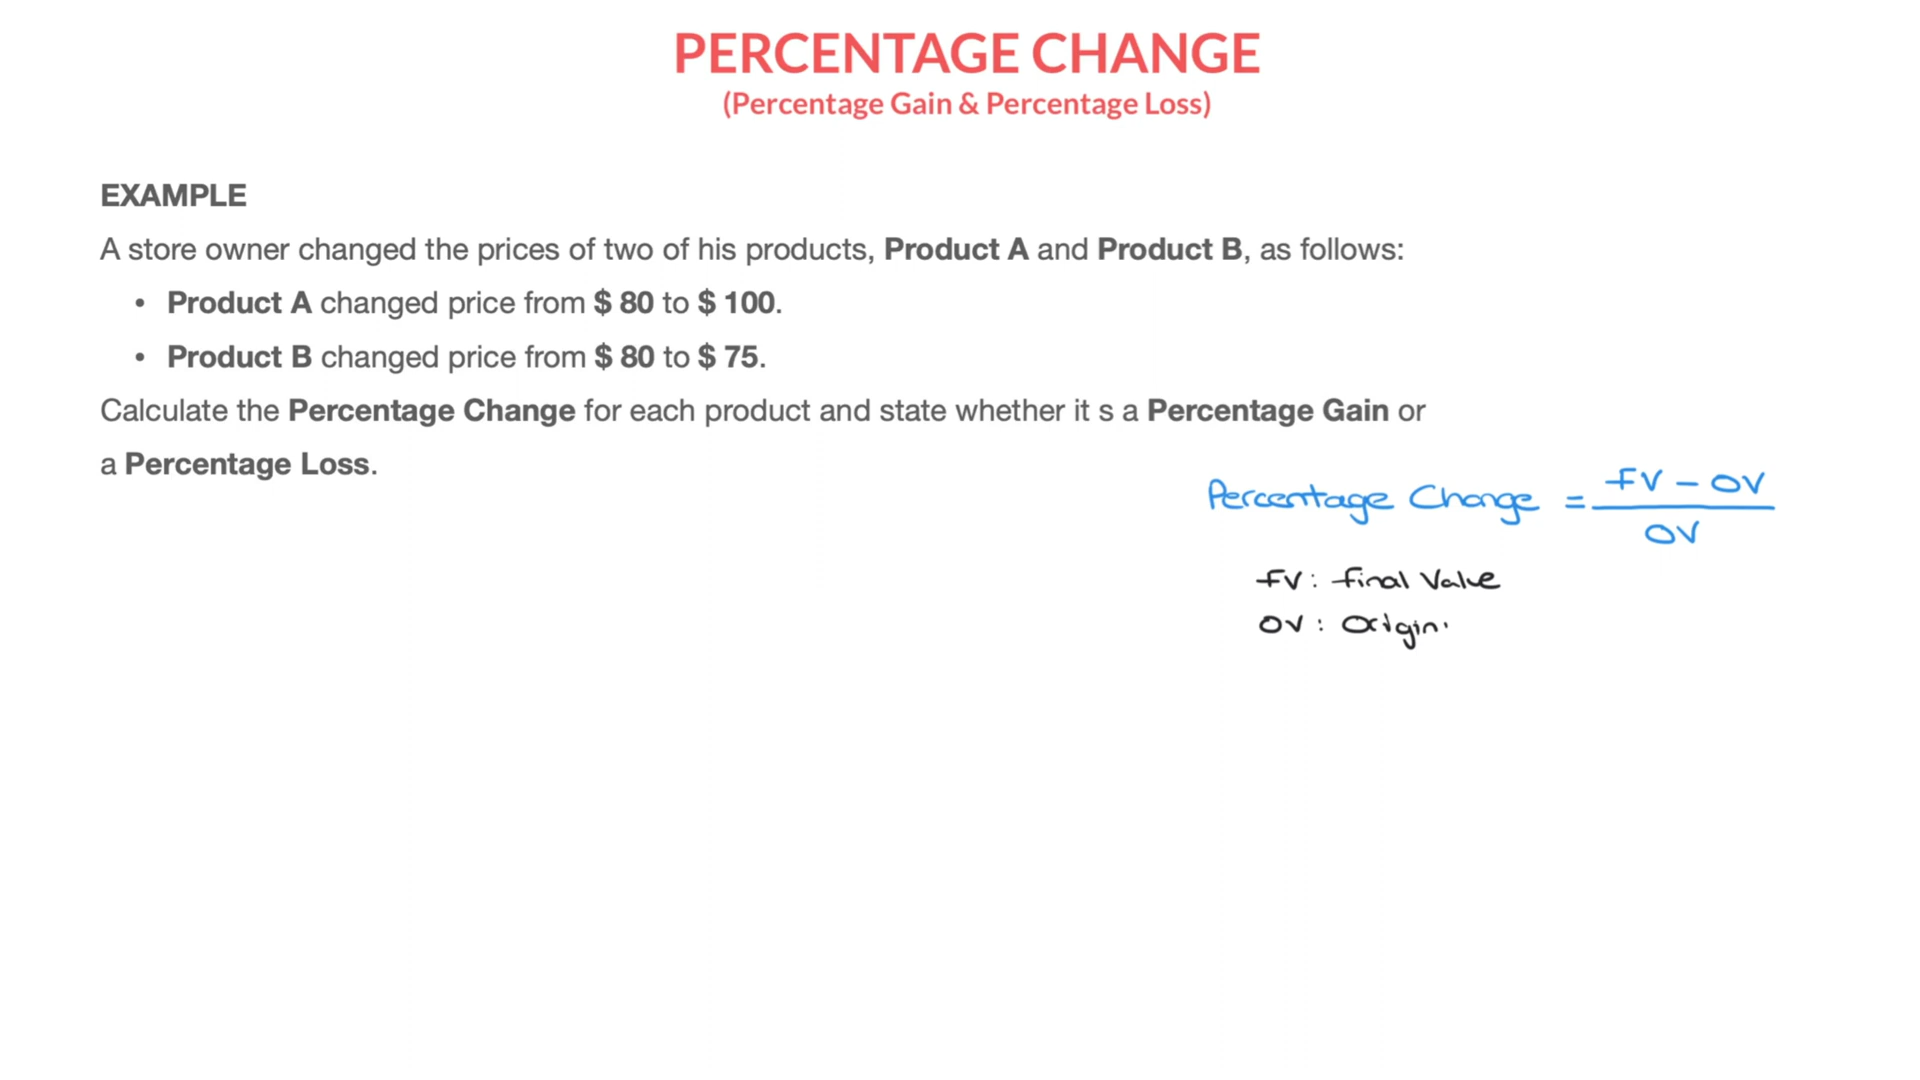 PERCENTAGE CHANGE
(Percentage Gain & Percentage Loss)
EXAMPLE
A store owner changed the prices of two of his products, Product A and Product B, as follows:
• Product A changed price from $ 80 to $ 100.
• Product B changed price from $ 80 to $ 75.
Calculate the Percentage Change for each product and state whether it s a Percentage Gain or
a Percentage Loss.
Percentage Change = FV - OV / OV
FV: Final Value
OV: Origin